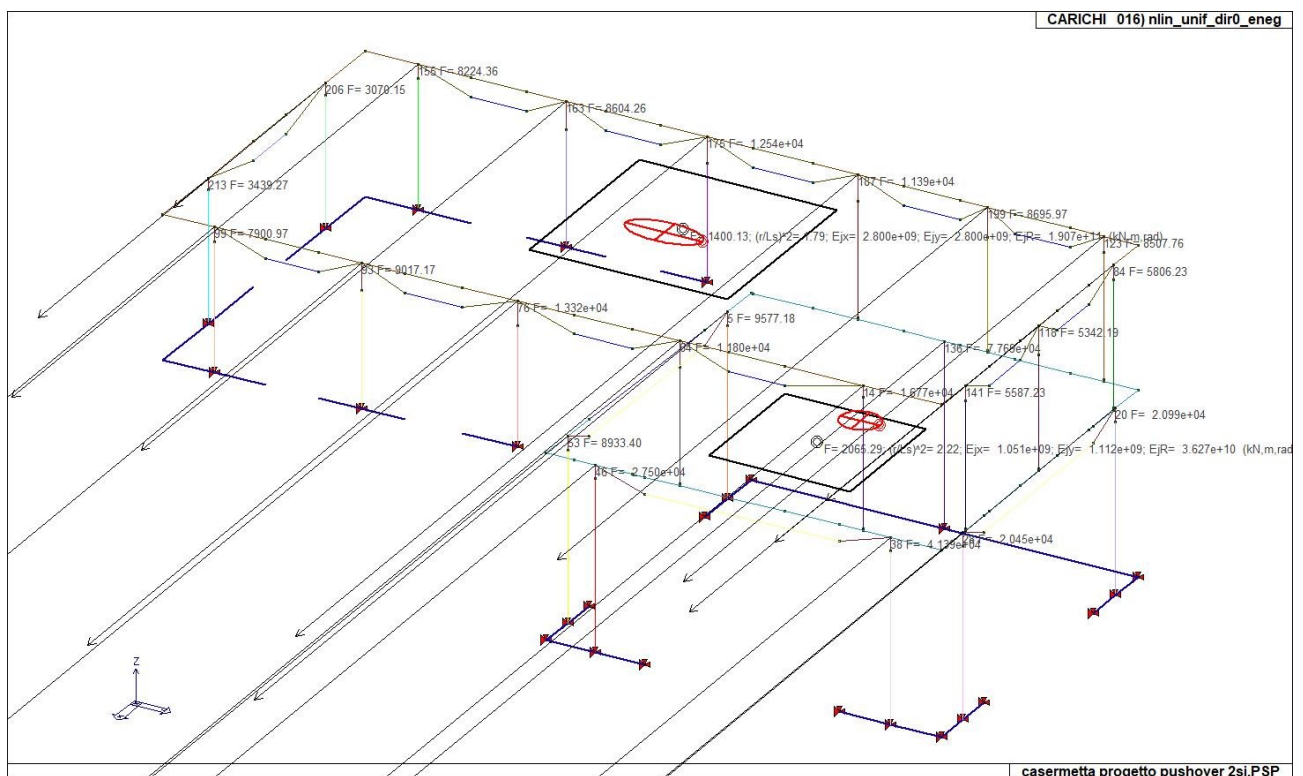 CARICHI 016) nlin_unif_dir0_eneg
155 F= 8224.36
206 F= 3070.15
163 F= 8604.26
175 F= 1.254e+04
213 F= 3439.27
187 F= 1.139e+04
199 F= 8695.97
99 F= 7900.97
1400.13; (r/Ls)^2= 1.79; Ejx= 2.800e+09; Ejy= 2.800e+09; EjR= 1.907e+11 (kN,m,rad)
123 F= 8507.76
93 F= 9017.17
84 F= 5806.23
76 F= 1.332e+04
5 F= 9577.18
118 F= 5342.19
F= 1.180e+04
136 F= 7.769e+04
14 F= 1.677e+04
141 F= 5587.23
20 F= 2.099e+04
53 F= 8933.40
F= 2065.29; (r/Ls)^2= 2.22; Ejx= 1.051e+09; Ejy= 1.112e+09; EjR= 3.627e+10 (kN,m,rad
46 F= 2.750e+04
38 F= 4.139e+04
F= 2.045e+04
Z
casermetta progetto pushover 2si.PSP